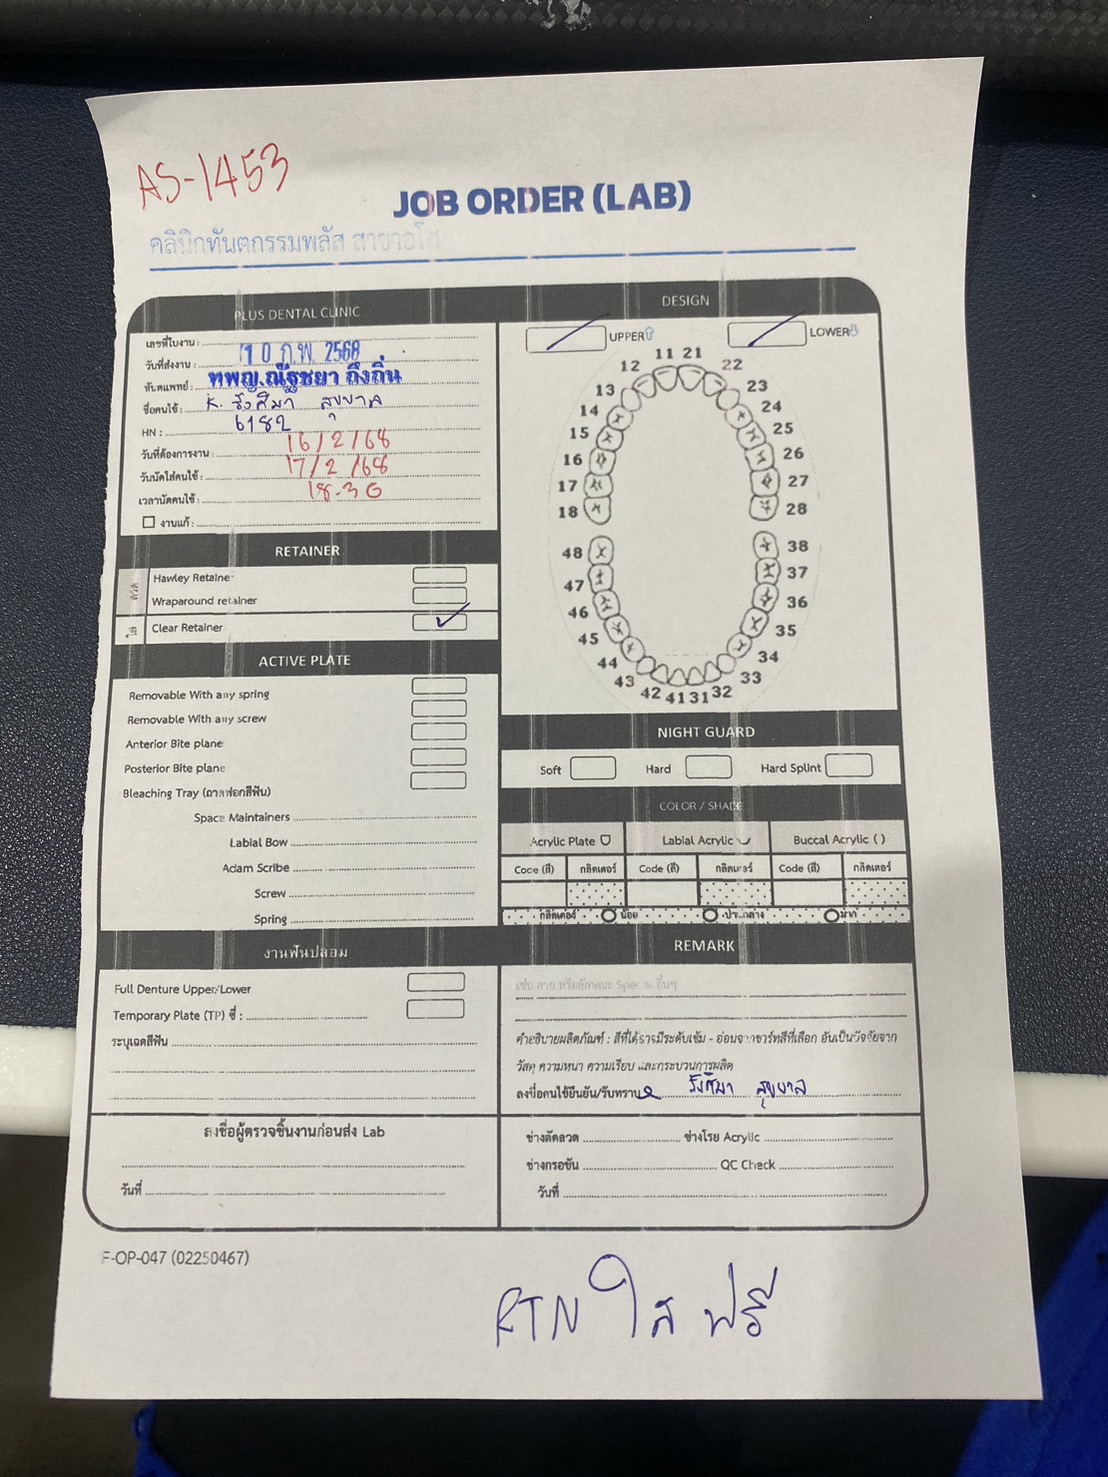 AS-1453
JOB ORDER (LAB)
คลินิกทันตกรรมพลัส สาขา
PLUS DENTAL CLINIC
เลขที่ใบงาน :
วันที่ส่งงาน : 10 ก.พ. 2568
ทันตแพทย์ : ทพญ.ณัฐชยา ถึงถิ่น
ชื่อคนไข้ : K. รังสิมา สุขบาล
HN : 6182
วันที่ต้องการงาน : 16/2/68
วันนัดใส่คนไข้ : 17/2/68
เวลานัดคนไข้ : 18.30
งานแก้ :
RETAINER
ลวด
Hawley Retainer
Wraparound retainer
ใส
Clear Retainer
ACTIVE PLATE
Removable With any spring
Removable With any screw
Anterior Bite plane
Posterior Bite plane
Bleaching Tray (ถาดฟอกสีฟัน)
Space Maintainers
Labial Bow
Adam Scribe
Screw
Spring
DESIGN
UPPER
LOWER
11 21
12 22
13 23
14 24
15 25
16 26
17 27
18 28
48 38
47 37
46 36
45 35
44 34
43 33
42 41 31 32
NIGHT GUARD
Soft Hard Hard Splint
COLOR / SHADE
Acrylic Plate Labial Acrylic Buccal Acrylic ( )
Code (สี) กลิตเตอร์ Code (สี) กลิตเตอร์ Code (สี) กลิตเตอร์
กลิตเตอร์ น้อย ปานกลาง มาก
งานฟันปลอม
Full Denture Upper/Lower
Temporary Plate (TP) ซี่ :
ระบุเฉดสีฟัน
REMARK
เช่น ลาย หรือลักษณะ Spec อื่นๆ
คำอธิบายผลิตภัณฑ์ : สีที่ได้อาจมีระดับเข้ม - อ่อนจากชาร์ทสีที่เลือก อันเป็นปัจจัยจาก
วัสดุ ความหนา ความเรียบ และกระบวนการผลิต
ลงชื่อคนไข้ยืนยัน/รับทราบ รังสิมา สุขบาล
ลงชื่อผู้ตรวจชิ้นงานก่อนส่ง Lab
วันที่
ช่างดัดลวด ช่างโรย Acrylic
ช่างกรอขัน QC Check
วันที่
F-OP-047 (02250467)
RTN ใส ฟรี